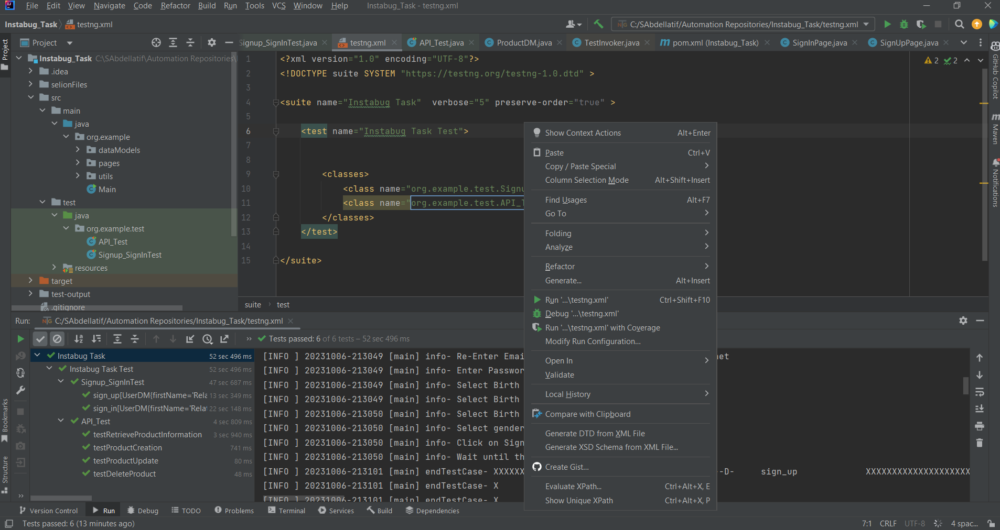 File Edit View Navigate Code Refactor Build Run Tools VCS Window Help Instabug_Task - testng.xml
Instabug_Task testng.xml C:/SAbdellatif/Automation Repositories/Instabug_Task/testng.xml
Project
Signup_SignInTest.java testng.xml API_Test.java ProductDM.java TestInvoker.java pom.xml (Instabug_Task) SignInPage.java SignUpPage.java
Project
Instabug_Task C:\SAbdellatif\Automation Repositories\
.idea
selionFiles
src
main
java
org.example
dataModels
pages
utils
Main
test
java
org.example.test
API_Test
Signup_SignInTest
resources
target
test-output
.gitignore
1 <?xml version="1.0" encoding="UTF-8"?>
2 <!DOCTYPE suite SYSTEM "https://testng.org/testng-1.0.dtd" >
3
4 <suite name="Instabug Task"  verbose="5" preserve-order="true" >
5
6 <test name="Instabug Task Test">
7
8
9 <classes>
10 <class name="org.example.test.Signu
11 <class name="org.example.test.API_T
12 </classes>
13 </test>
14
15 </suite>
2 2
suite test
GitHub Copilot
Maven
Notifications
Show Context Actions Alt+Enter
Paste Ctrl+V
Copy / Paste Special
Column Selection Mode Alt+Shift+Insert
Find Usages Alt+F7
Go To
Folding
Analyze
Refactor
Generate... Alt+Insert
Run '...\testng.xml' Ctrl+Shift+F10
Debug '...\testng.xml'
Run '...\testng.xml' with Coverage
Modify Run Configuration...
Open In
Validate
Local History
Compare with Clipboard
Generate DTD from XML File
Generate XSD Schema from XML File...
Create Gist...
Evaluate XPath... Ctrl+Alt+X, E
Show Unique XPath Ctrl+Alt+X, P
Run: C:/SAbdellatif/Automation Repositories/Instabug_Task/testng.xml
Tests passed: 6 of 6 tests – 52 sec 496 ms
Instabug Task 52 sec 496 ms
Instabug Task Test 52 sec 496 ms
Signup_SignInTest 47 sec 687 ms
sign_up[UserDM{firstName='Rela 13 sec 349 ms
sign_in[UserDM{firstName='Rela 22 sec 148 ms
API_Test 4 sec 809 ms
testRetrieveProductInformation 3 sec 940 ms
testProductCreation 741 ms
testProductUpdate 80 ms
testDeleteProduct 48 ms
[INFO ] 20231006-213049 [main] info- Re-Enter Emai net
[INFO ] 20231006-213049 [main] info- Enter Passwor
[INFO ] 20231006-213049 [main] info- Select Birth
[INFO ] 20231006-213049 [main] info- Select Birth
[INFO ] 20231006-213050 [main] info- Select Birth
[INFO ] 20231006-213050 [main] info- Select gender
[INFO ] 20231006-213050 [main] info- Click on Sign
[INFO ] 20231006-213050 [main] info- Wait until th
[INFO ] 20231006-213101 [main] endTestCase- XXXXXX --D- sign_up XXXXXXXXXXXXXXXXXXXX
[INFO ] 20231006-213101 [main] endTestCase- X
[INFO ] 20231006-213101 [main] endTestCase- X
Bookmarks
Structure
Version Control Run Debug TODO Problems Terminal Services Build Dependencies
Tests passed: 6 (13 minutes ago) 7:1 CRLF UTF-8 4 spac...